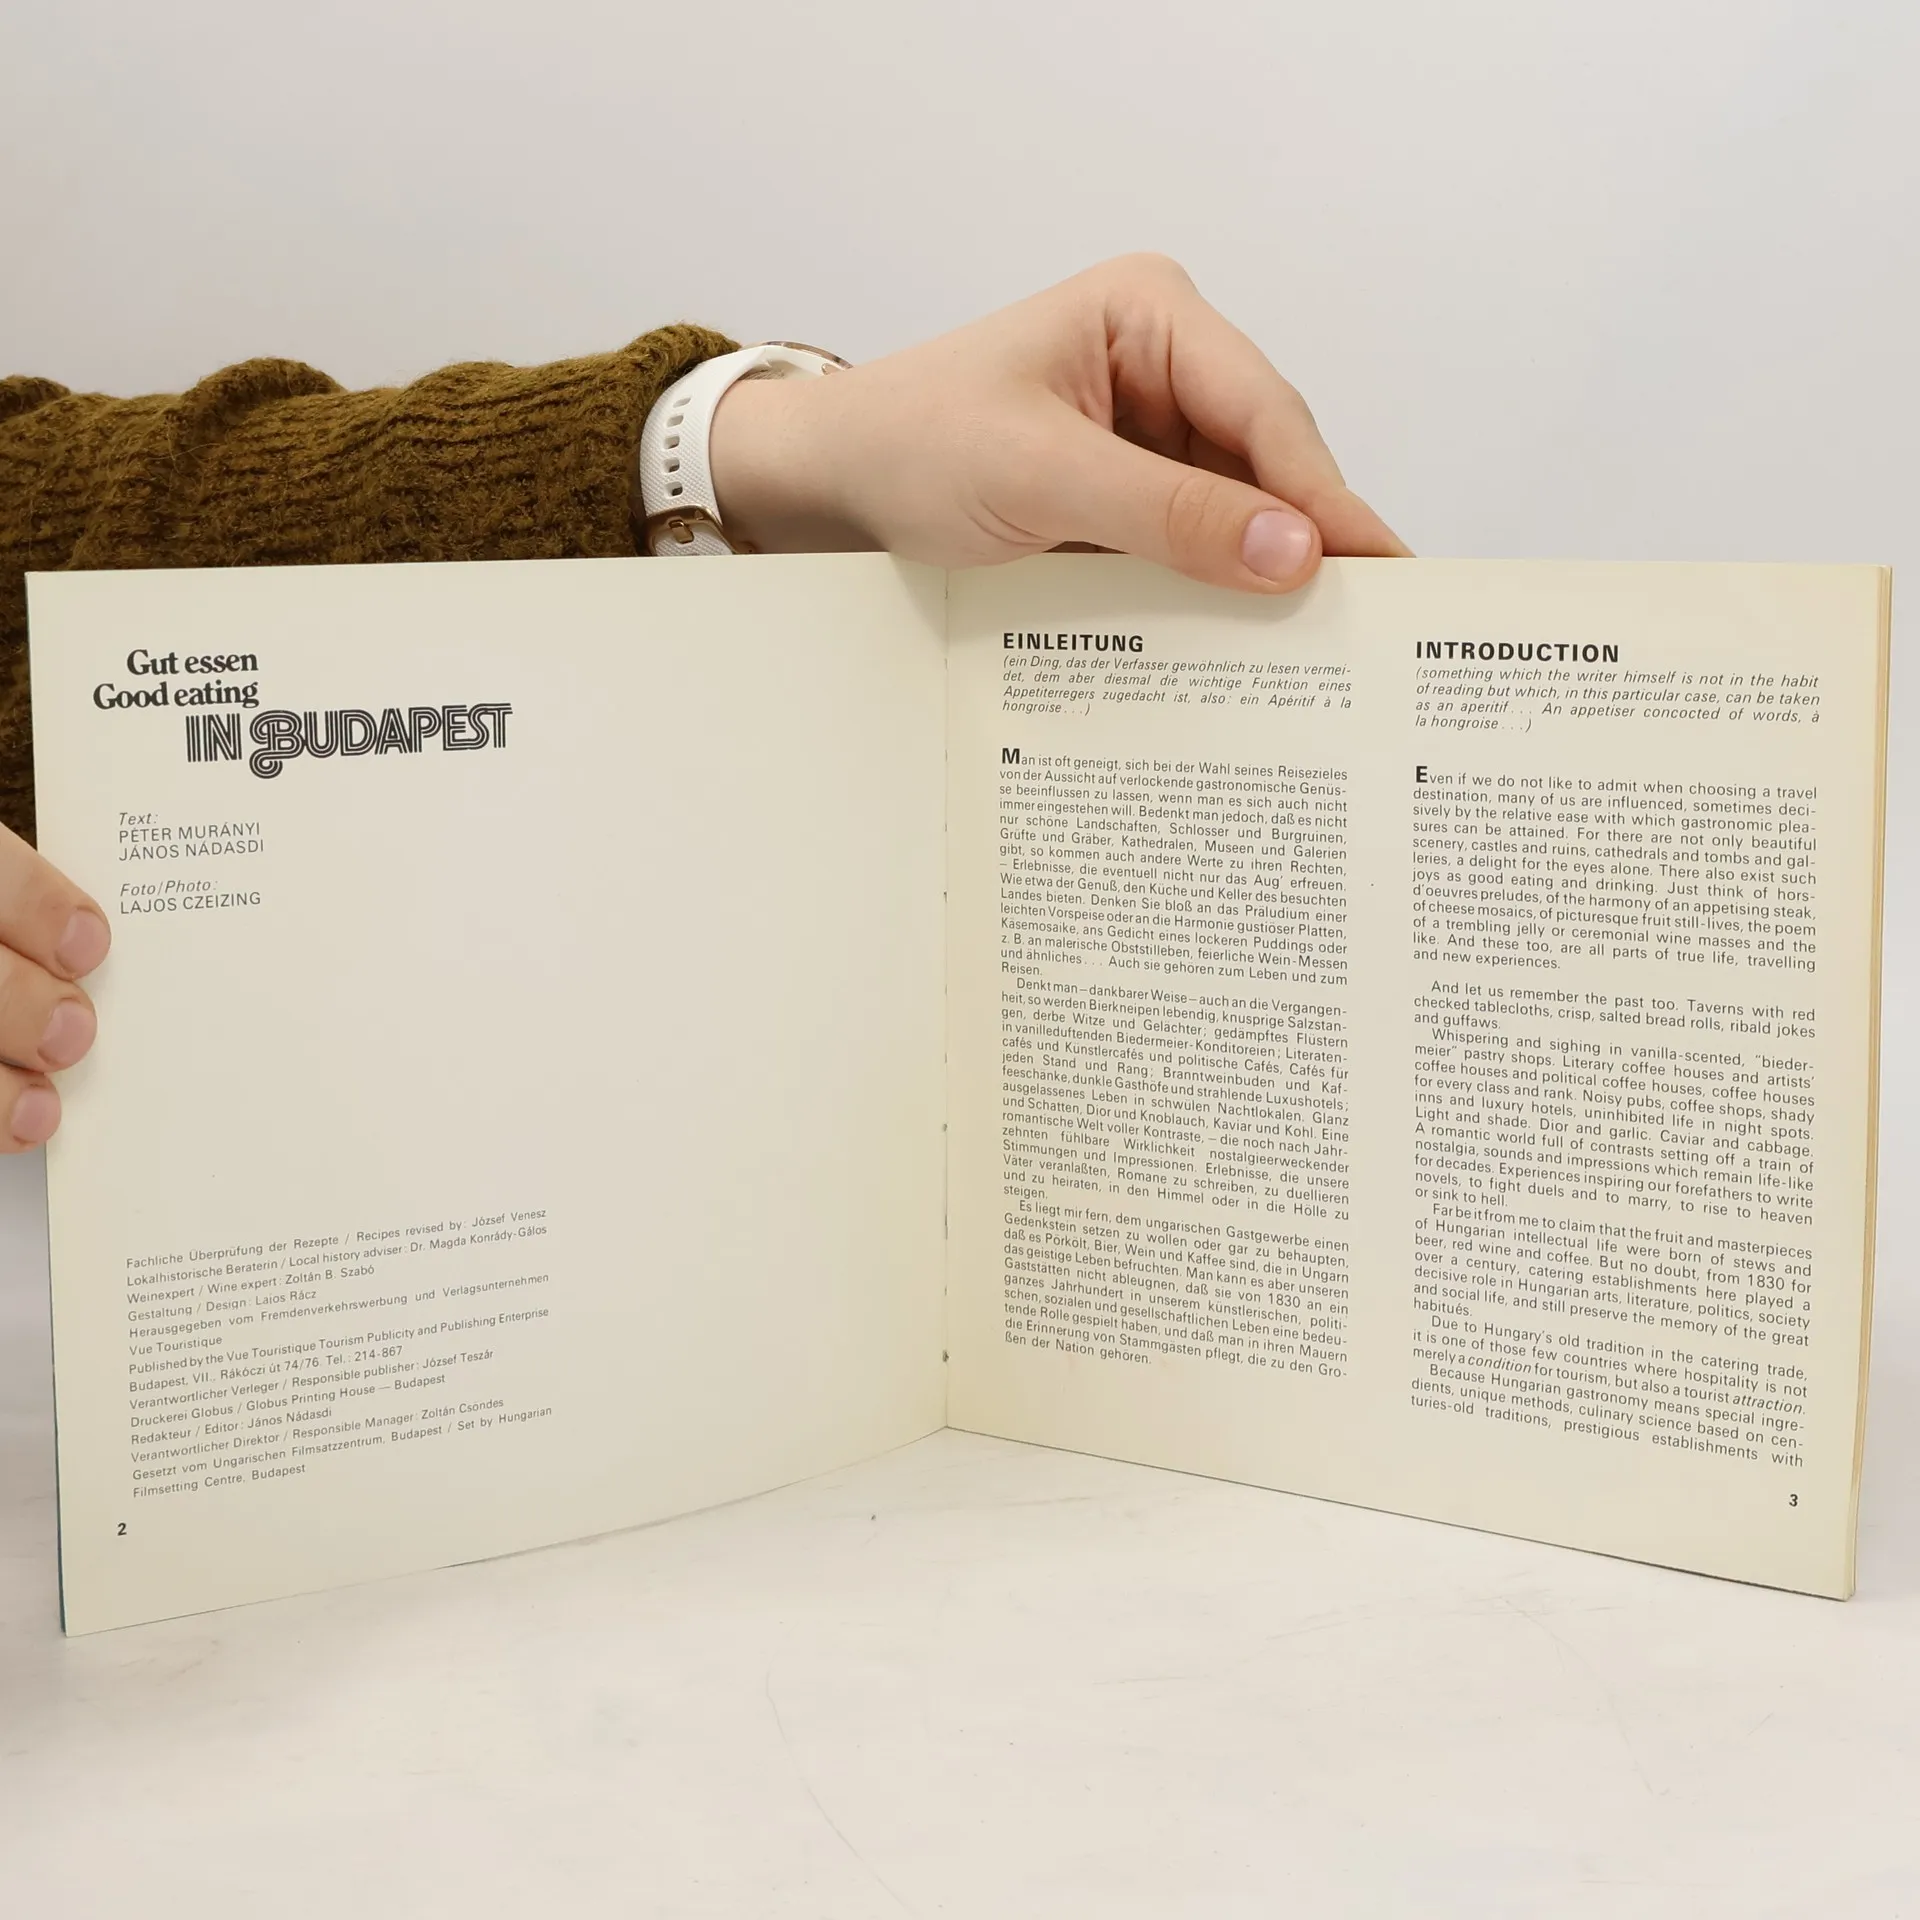 Gut essen
Good eating
IN BUDAPEST
Text:
PÉTER MURÁNYI
JÁNOS NÁDASDI
Foto/Photo:
LAJOS CZEIZING
Fachliche Überprüfung der Rezepte / Recipes revised by: József Venesz
Lokalhistorische Beraterin / Local history adviser: Dr. Magda Konrády-Gálos
Weinexpert / Wine expert: Zoltán B. Szabó
Gestaltung / Design: Lajos Rácz
Herausgegeben vom Fremdenverkehrswerbung und Verlagsunternehmen
Vue Touristique
Published by the Vue Touristique Tourism Publicity and Publishing Enterprise
Budapest, VII., Rákóczi út 74/76. Tel.: 214-867
Verantwortlicher Verleger / Responsible publisher: József Teszár
Druckerei Globus / Globus Printing House — Budapest
Redakteur / Editor: János Nádasdi
Verantwortlicher Direktor / Responsible Manager: Zoltán Csondes
Gesetzt vom Ungarischen Filmsatzzentrum, Budapest / Set by Hungarian
Filmsetting Centre, Budapest
2
EINLEITUNG
(ein Ding, das der Verfasser gewöhnlich zu lesen vermei-
det, dem aber diesmal die wichtige Funktion eines
Appetiterregers zugedacht ist, also: ein Apéritif à la
hongroise...)
Man ist oft geneigt, sich bei der Wahl seines Reisezieles
von der Aussicht auf verlockende gastronomische Genüs-
se beeinflussen zu lassen, wenn man es sich auch nicht
immer eingestehen will. Bedenkt man jedoch, daß es nicht
nur schöne Landschaften, Schlosser und Burgruinen,
Grüfte und Gräber, Kathedralen, Museen und Galerien
gibt, so kommen auch andere Werte zu ihren Rechten,
– Erlebnisse, die eventuell nicht nur das Aug' erfreuen.
Wie etwa der Genuß, den Küche und Keller des besuchten
Landes bieten. Denken Sie bloß an das Präludium einer
leichten Vorspeise oder an die Harmonie gustiöser Platten,
Käsemosaike, ans Gedicht eines lockeren Puddings oder
z. B. an malerische Obststilleben, feierliche Wein-Messen
und ähnliches... Auch sie gehören zum Leben und zum
Reisen.
Denkt man – dankbarer Weise – auch an die Vergangen-
heit, so werden Bierkneipen lebendig, knusprige Salzstan-
gen, derbe Witze und Gelächter; gedämpftes Flüstern
in vanilleduftenden Biedermeier-Konditoreien; Literaten-
cafés und Künstlercafés und politische Cafés, Cafés für
jeden Stand und Rang; Branntweinbuden und Kaf-
feeschänke, dunkle Gasthöfe und strahlende Luxushotels;
ausgelassenes Leben in schwülen Nachtlokalen. Glanz
und Schatten, Dior und Knoblauch, Kaviar und Kohl. Eine
romantische Welt voller Kontraste, – die noch nach Jahr-
zehnten fühlbare Wirklichkeit nostalgieerweckender
Stimmungen und Impressionen. Erlebnisse, die unsere
Väter veranlaßten, Romane zu schreiben, zu duellieren
und zu heiraten, in den Himmel oder in die Hölle zu
steigen.
Es liegt mir fern, dem ungarischen Gastgewerbe einen
Gedenkstein setzen zu wollen oder gar zu behaupten,
daß es Pörkölt, Bier, Wein und Kaffee sind, die in Ungarn
das geistige Leben befruchten. Man kann es aber unseren
Gaststätten nicht ableugnen, daß sie von 1830 an ein
ganzes Jahrhundert in unserem künstlerischen, politi-
schen, sozialen und gesellschaftlichen Leben eine bedeu-
tende Rolle gespielt haben, und daß man in ihren Mauern
die Erinnerung von Stammgästen pflegt, die zu den Gro-
ßen der Nation gehören.
INTRODUCTION
(something which the writer himself is not in the habit
of reading but which, in this particular case, can be taken
as an aperitif... An appetiser concocted of words, à
la hongroise...)
Even if we do not like to admit when choosing a travel
destination, many of us are influenced, sometimes deci-
sively by the relative ease with which gastronomic plea-
sures can be attained. For there are not only beautiful
scenery, castles and ruins, cathedrals and tombs and gal-
leries, a delight for the eyes alone. There also exist such
joys as good eating and drinking. Just think of hors-
d'oeuvres preludes, of the harmony of an appetising steak,
of cheese mosaics, of picturesque fruit still-lives, the poem
of a trembling jelly or ceremonial wine masses and the
like. And these too, are all parts of true life, travelling
and new experiences.
And let us remember the past too. Taverns with red
checked tablecloths, crisp, salted bread rolls, ribald jokes
and guffaws.
Whispering and sighing in vanilla-scented, "bieder-
meier" pastry shops. Literary coffee houses and artists'
coffee houses and political coffee houses, coffee houses
for every class and rank. Noisy pubs, coffee shops, shady
inns and luxury hotels, uninhibited life in night spots.
Light and shade. Dior and garlic. Caviar and cabbage.
A romantic world full of contrasts setting off a train of
nostalgia, sounds and impressions which remain life-like
for decades. Experiences inspiring our forefathers to write
novels, to fight duels and to marry, to rise to heaven
or sink to hell.
Far be it from me to claim that the fruit and masterpieces
of Hungarian intellectual life were born of stews and
beer, red wine and coffee. But no doubt, from 1830 for
over a century, catering establishments here played a
decisive role in Hungarian arts, literature, politics, society
and social life, and still preserve the memory of the great
habitués.
Due to Hungary's old tradition in the catering trade,
it is one of those few countries where hospitality is not
merely a condition for tourism, but also a tourist attraction.
Because Hungarian gastronomy means special ingre-
dients, unique methods, culinary science based on cen-
turies-old traditions, prestigious establishments with
3